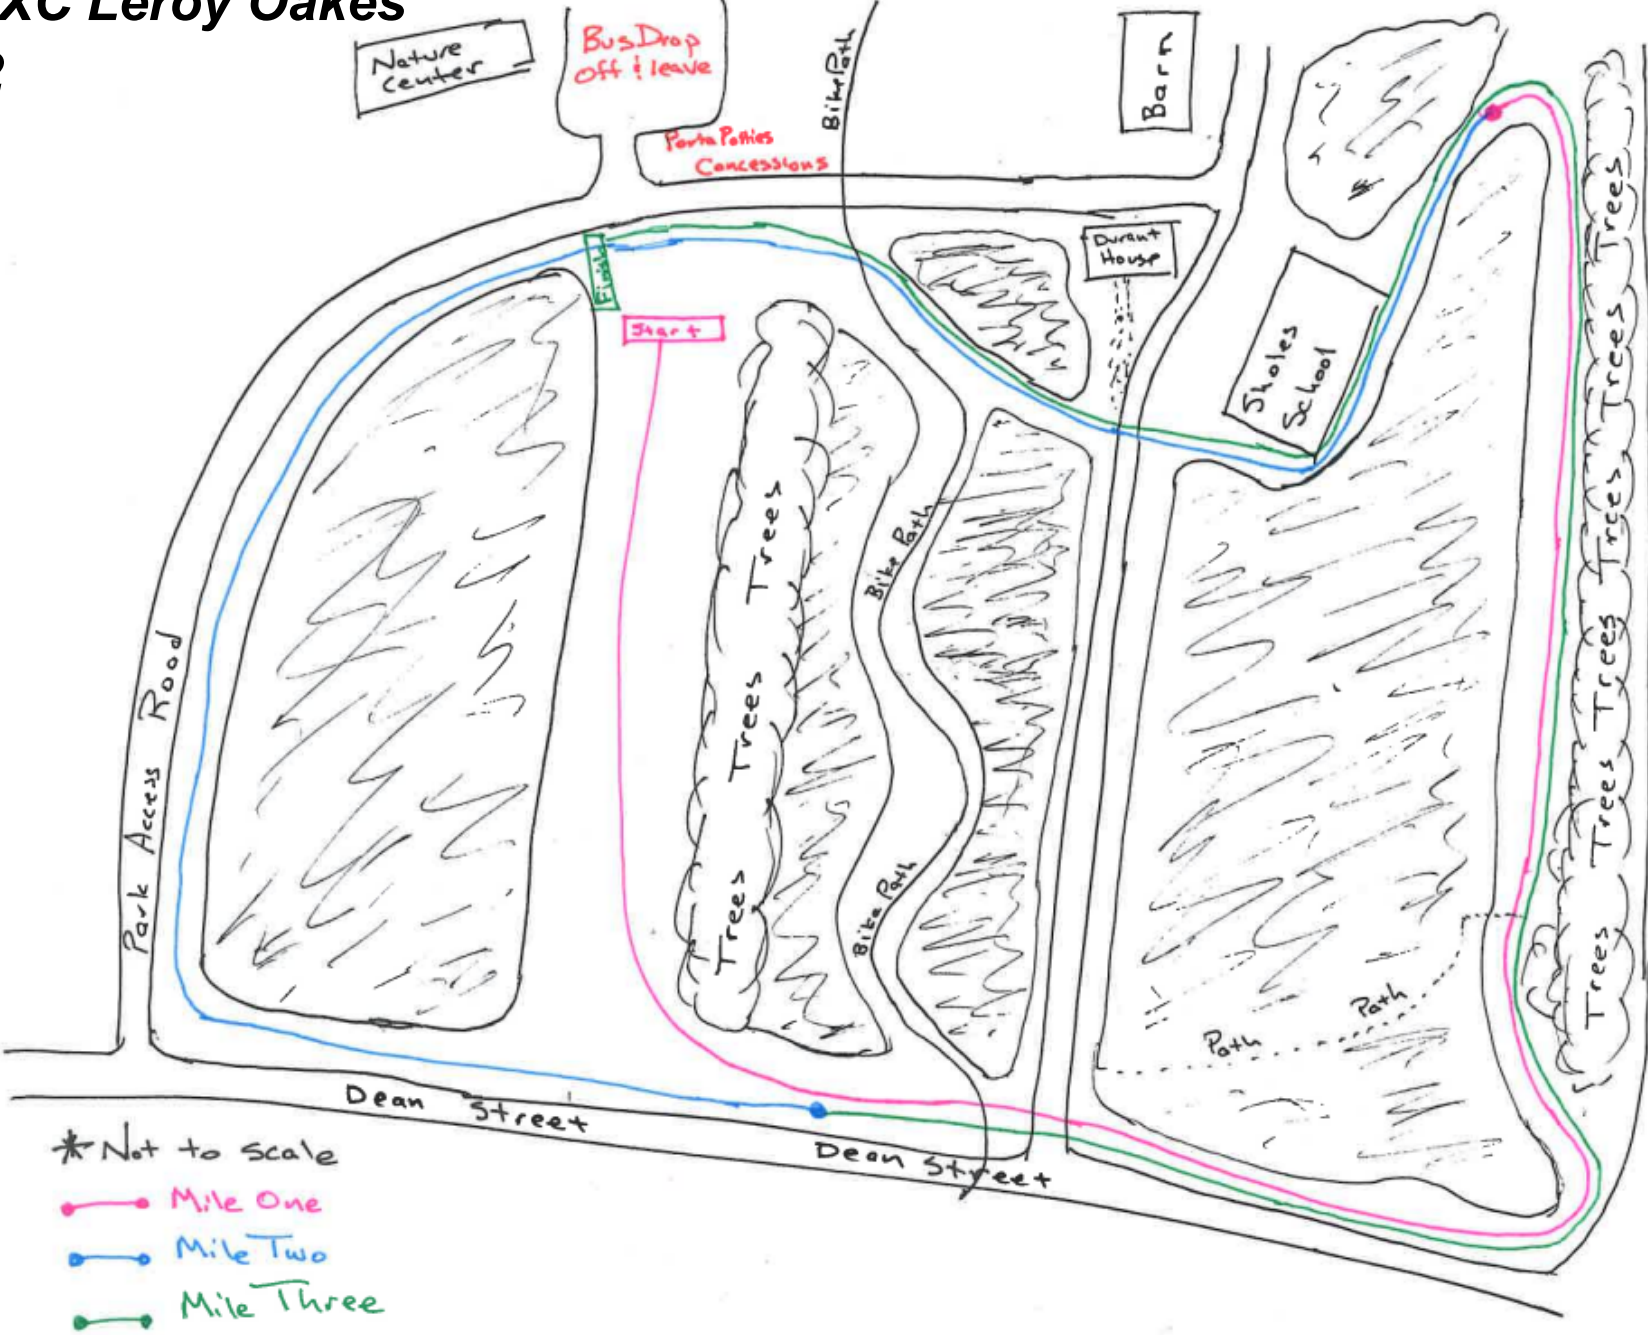 XC Leroy Oakes
Nature
Center
Bus Drop
Off & leave
Porta Potties
Concessions
Bike Path
Barn
Durant
House
Finish
Start
Sholes
School
Trees
Trees
Trees
Bike Path
Bike Path
Trees Trees Trees Trees Trees Trees Trees
Park Access Road
Path
Path
Dean Street
Dean Street
* Not to scale
Mile One
Mile Two
Mile Three